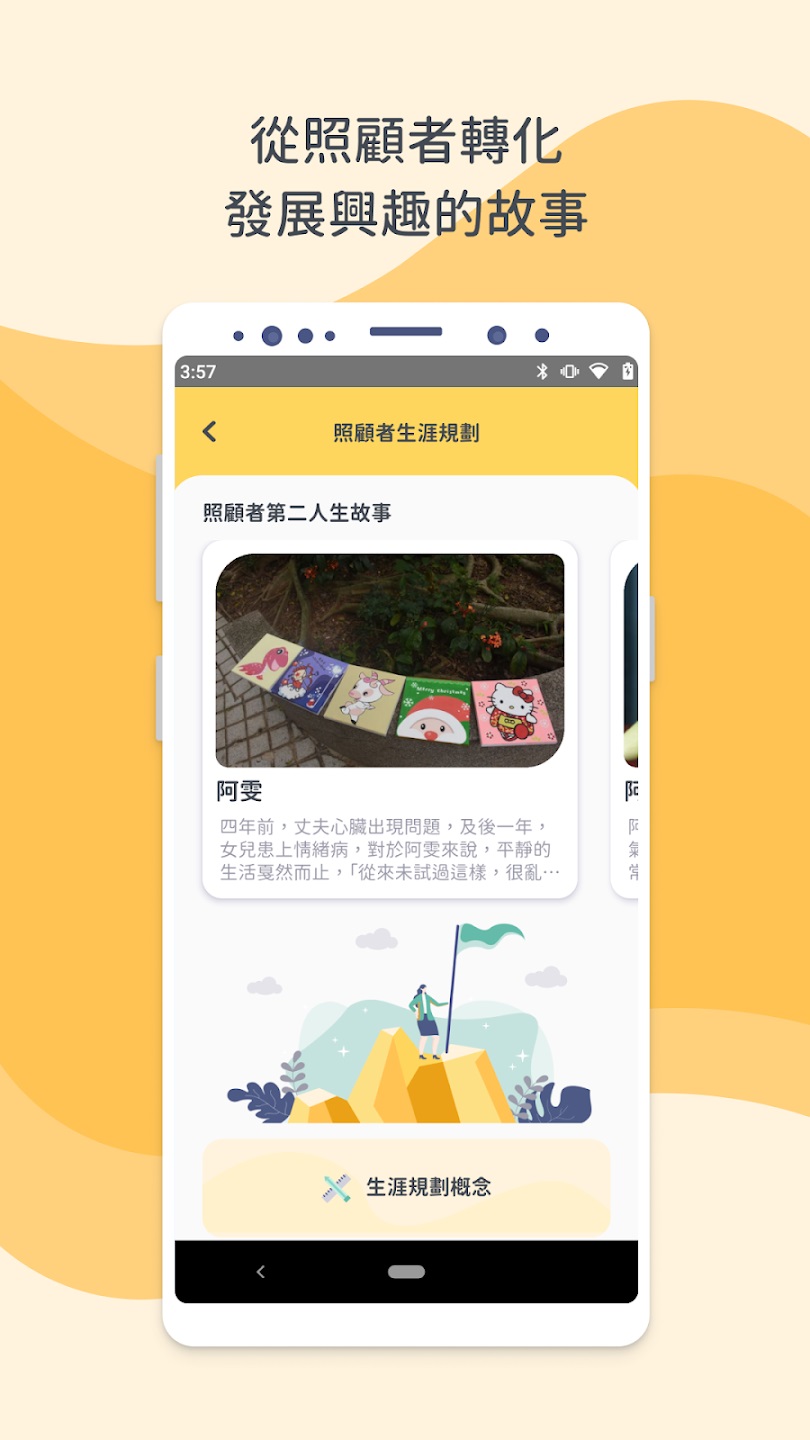 從照顧者轉化
發展興趣的故事
3:57
照顧者生涯規劃
照顧者第二人生故事
Merry Christmas
阿雯
四年前，丈夫心臟出現問題，及後一年，
女兒患上情緒病，對於阿雯來說，平靜的
生活戛然而止，「從來未試過這樣，很亂…
生涯規劃概念